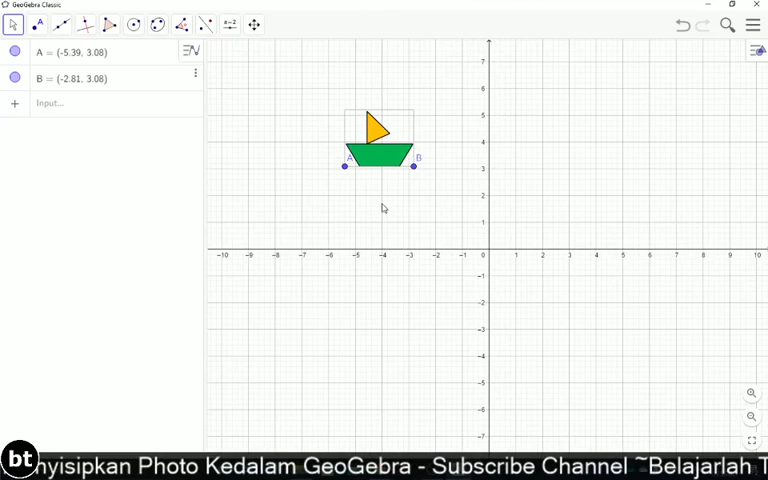 GeoGebra Classic
A = (-5.39, 3.08)
B = (-2.81, 3.08)
Input...
a=2
A
B
7
6
5
4
3
2
1
-10 -9 -8 -7 -6 -5 -4 -3 -2 -1 0 1 2 3 4 5 6 7 8 9 10
-1
-2
-3
-4
-5
-6
-7
bt
nyisipkan Photo Kedalam GeoGebra - Subscribe Channel ~Belajarlah T